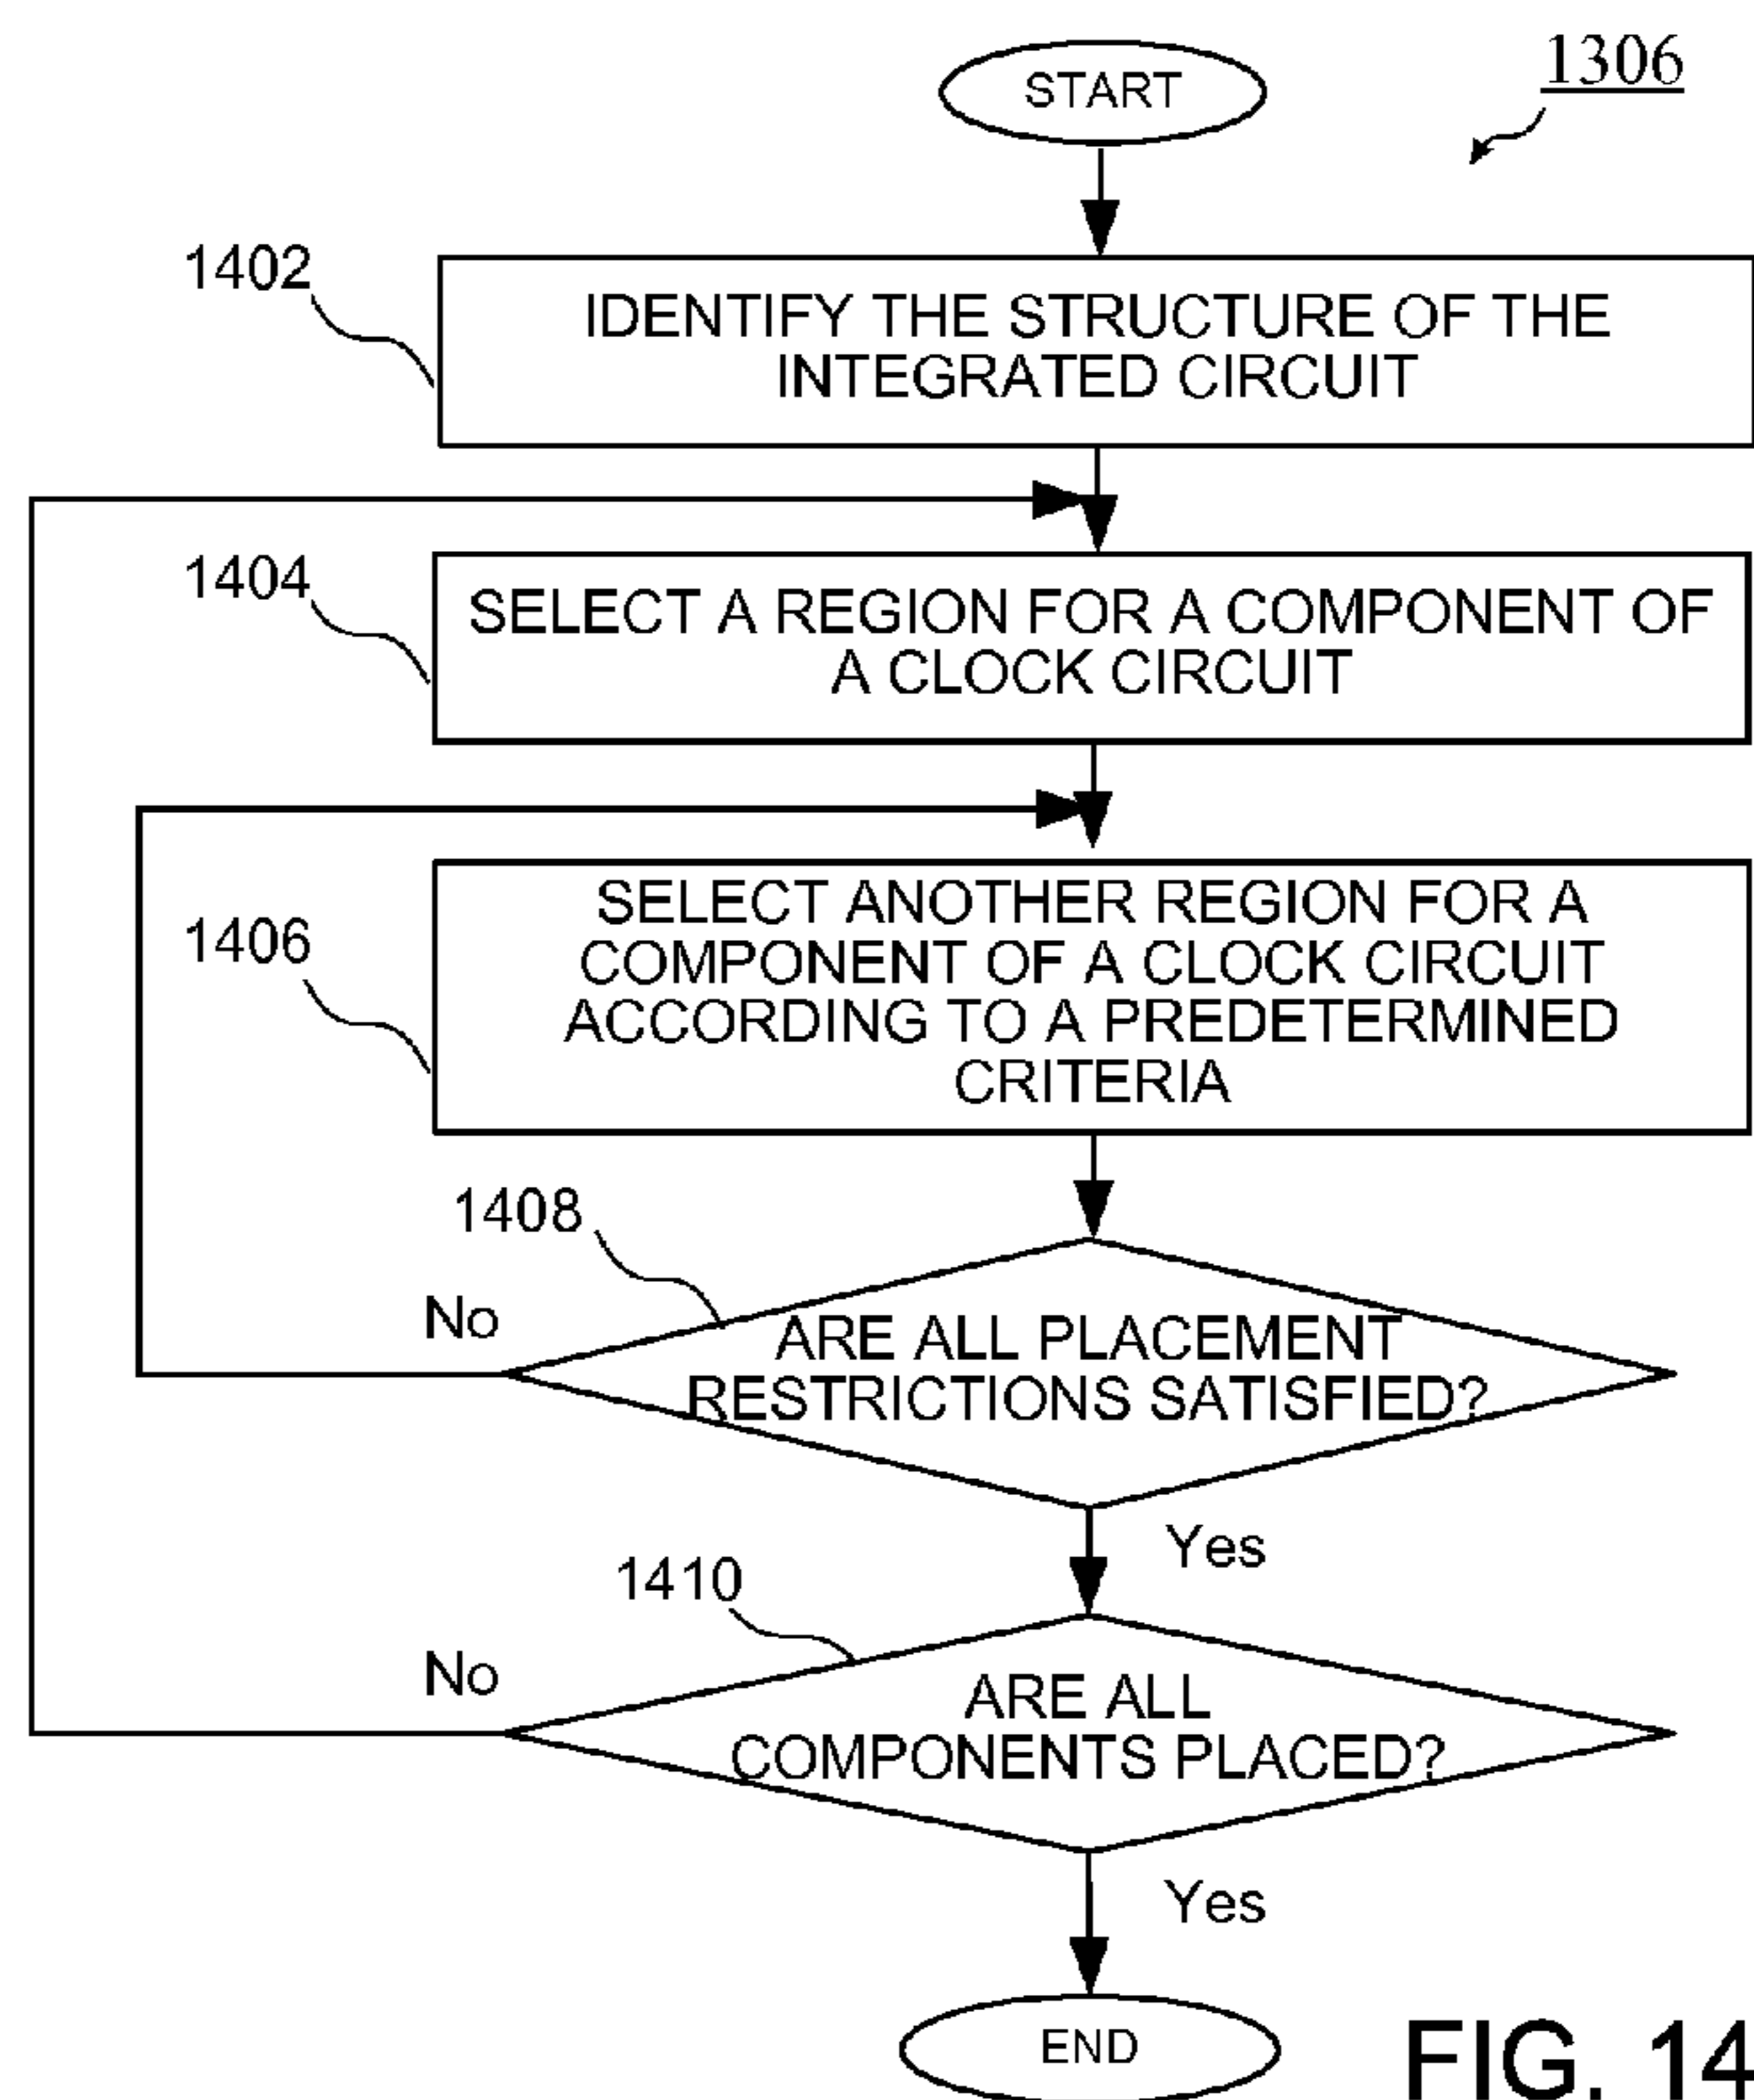 1306
START
1402
IDENTIFY THE STRUCTURE OF THE
INTEGRATED CIRCUIT
1404
SELECT A REGION FOR A COMPONENT OF
A CLOCK CIRCUIT
1406
SELECT ANOTHER REGION FOR A
COMPONENT OF A CLOCK CIRCUIT
ACCORDING TO A PREDETERMINED
CRITERIA
1408
No
ARE ALL PLACEMENT
RESTRICTIONS SATISFIED?
Yes
1410
No
ARE ALL
COMPONENTS PLACED?
Yes
END
FIG. 14